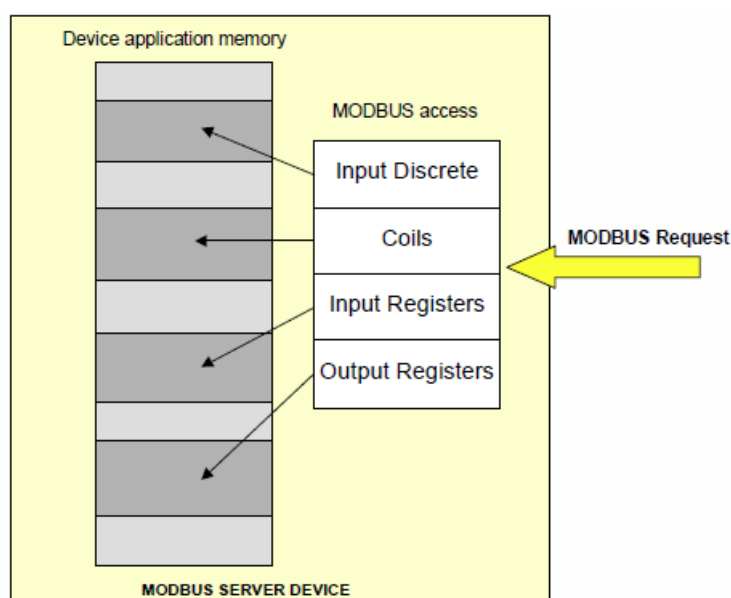 Device application memory
MODBUS access
Input Discrete
Coils
MODBUS Request
Input Registers
Output Registers
MODBUS SERVER DEVICE